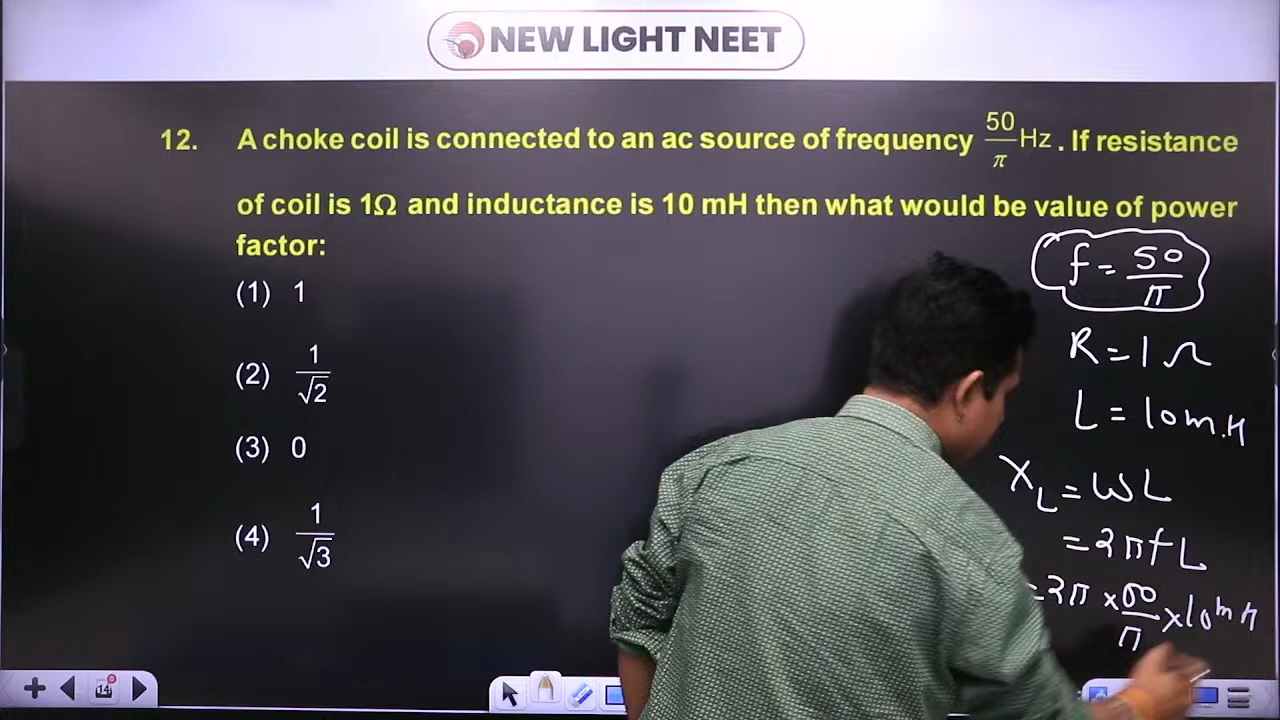 NEW LIGHT NEET
12. A choke coil is connected to an ac source of frequency 50/π Hz. If resistance
of coil is 1Ω and inductance is 10 mH then what would be value of power
factor:
(1) 1
(2) 1/√2
(3) 0
(4) 1/√3
f = 50/π
R = 1 Ω
L = 10 m.H
X_L = ωL
= 2πfL
= 2π × 50/π × 10 m H
14